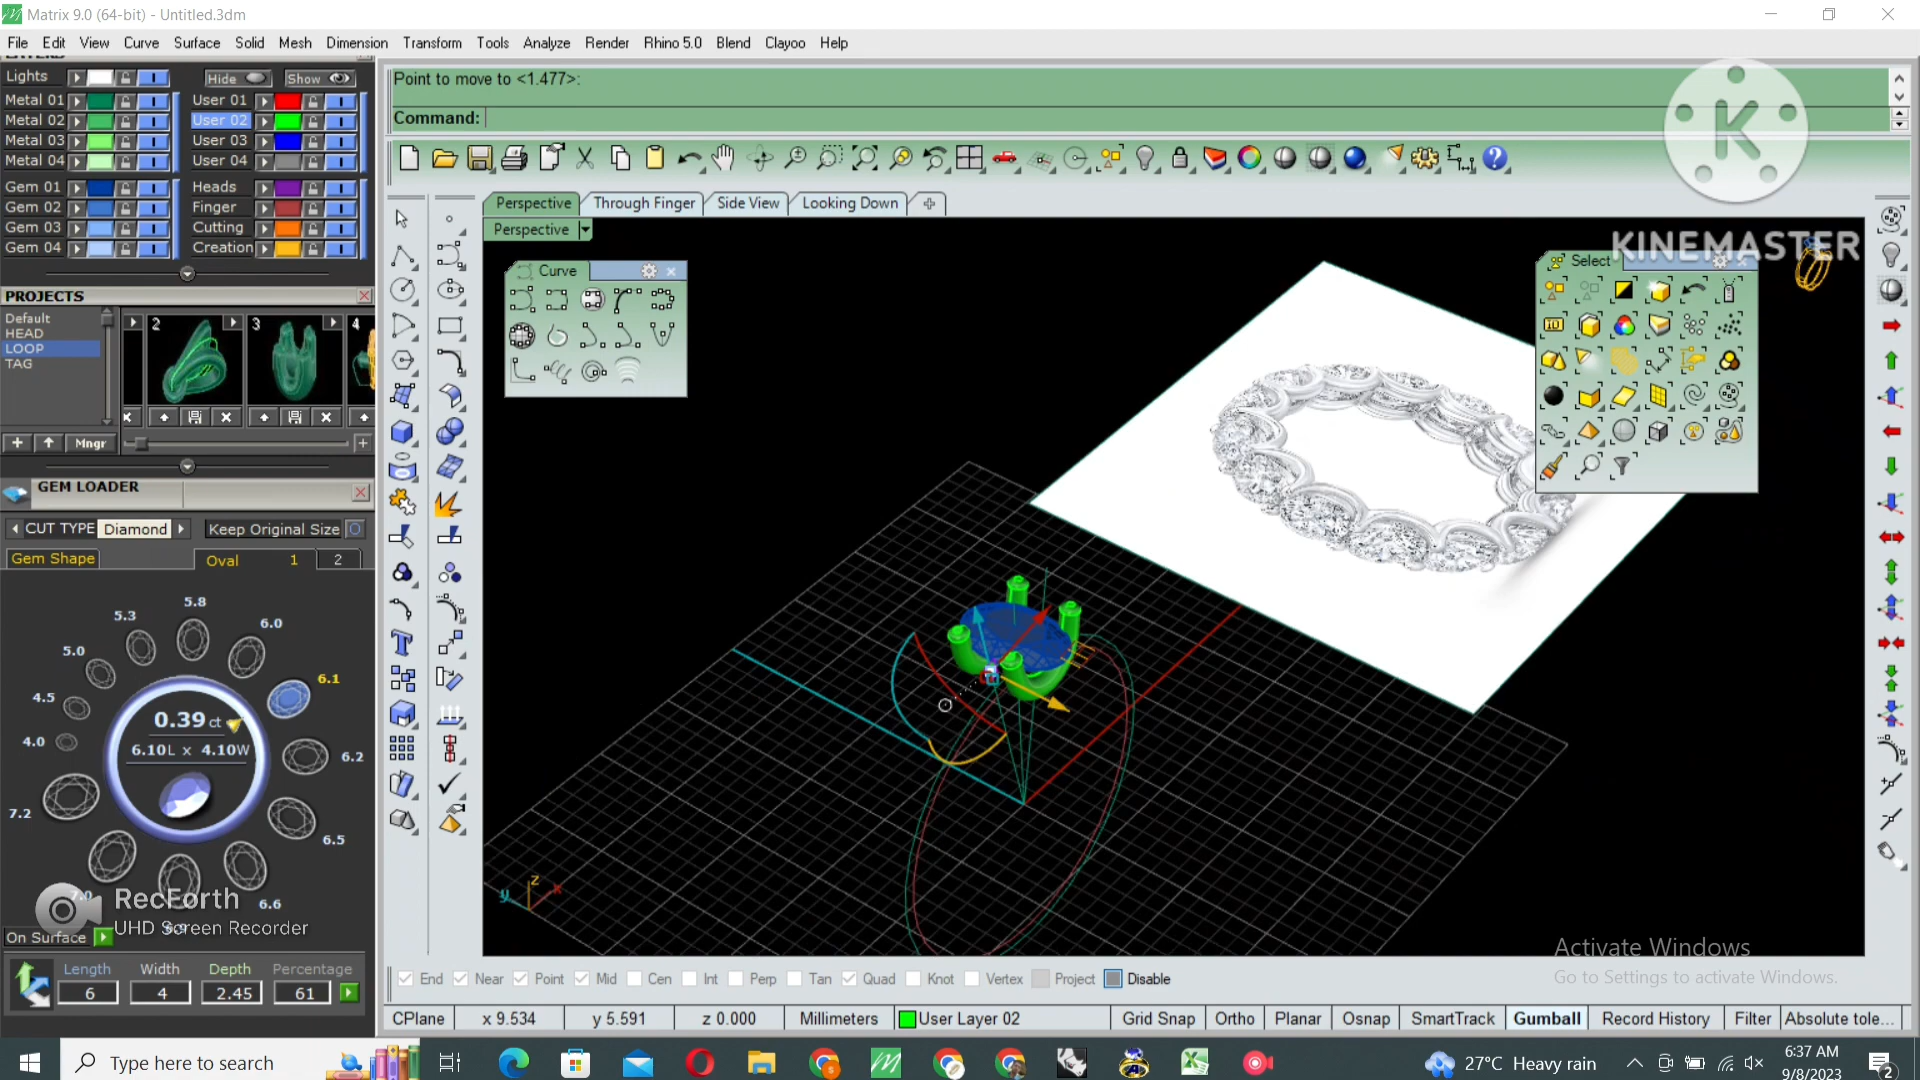 Matrix 9.0 (64-bit) - Untitled.3dm
File Edit View Curve Surface Solid Mesh Dimension Transform Tools Analyze Render Rhino 5.0 Blend Clayoo Help
Lights Hide Show
Metal 01 User 01
Metal 02 User 02
Metal 03 User 03
Metal 04 User 04
Gem 01 Heads
Gem 02 Finger
Gem 03 Cutting
Gem 04 Creation
PROJECTS
Default
HEAD
LOOP
TAG
2 3 4
Mngr
GEM LOADER
CUT TYPE Diamond Keep Original Size
Gem Shape Oval 1 2
5.8
5.3 6.0
5.0 6.1
4.5
0.39 ct
4.0 6.10L x 4.10W 6.2
7.2 6.5
7.0 6.6
6.9
RecForth
UHD Screen Recorder
On Surface
Length Width Depth Percentage
6 4 2.45 61
Point to move to <1.477>:
Command:
K
KINEMASTER
Perspective Through Finger Side View Looking Down
Perspective
Curve
Select
1D
z
y x
Activate Windows
Go to Settings to activate Windows.
End Near Point Mid Cen Int Perp Tan Quad Knot Vertex Project Disable
CPlane x 9.534 y 5.591 z 0.000 Millimeters User Layer 02 Grid Snap Ortho Planar Osnap SmartTrack Gumball Record History Filter Absolute tole...
Type here to search
27°C Heavy rain
6:37 AM
9/8/2023
2